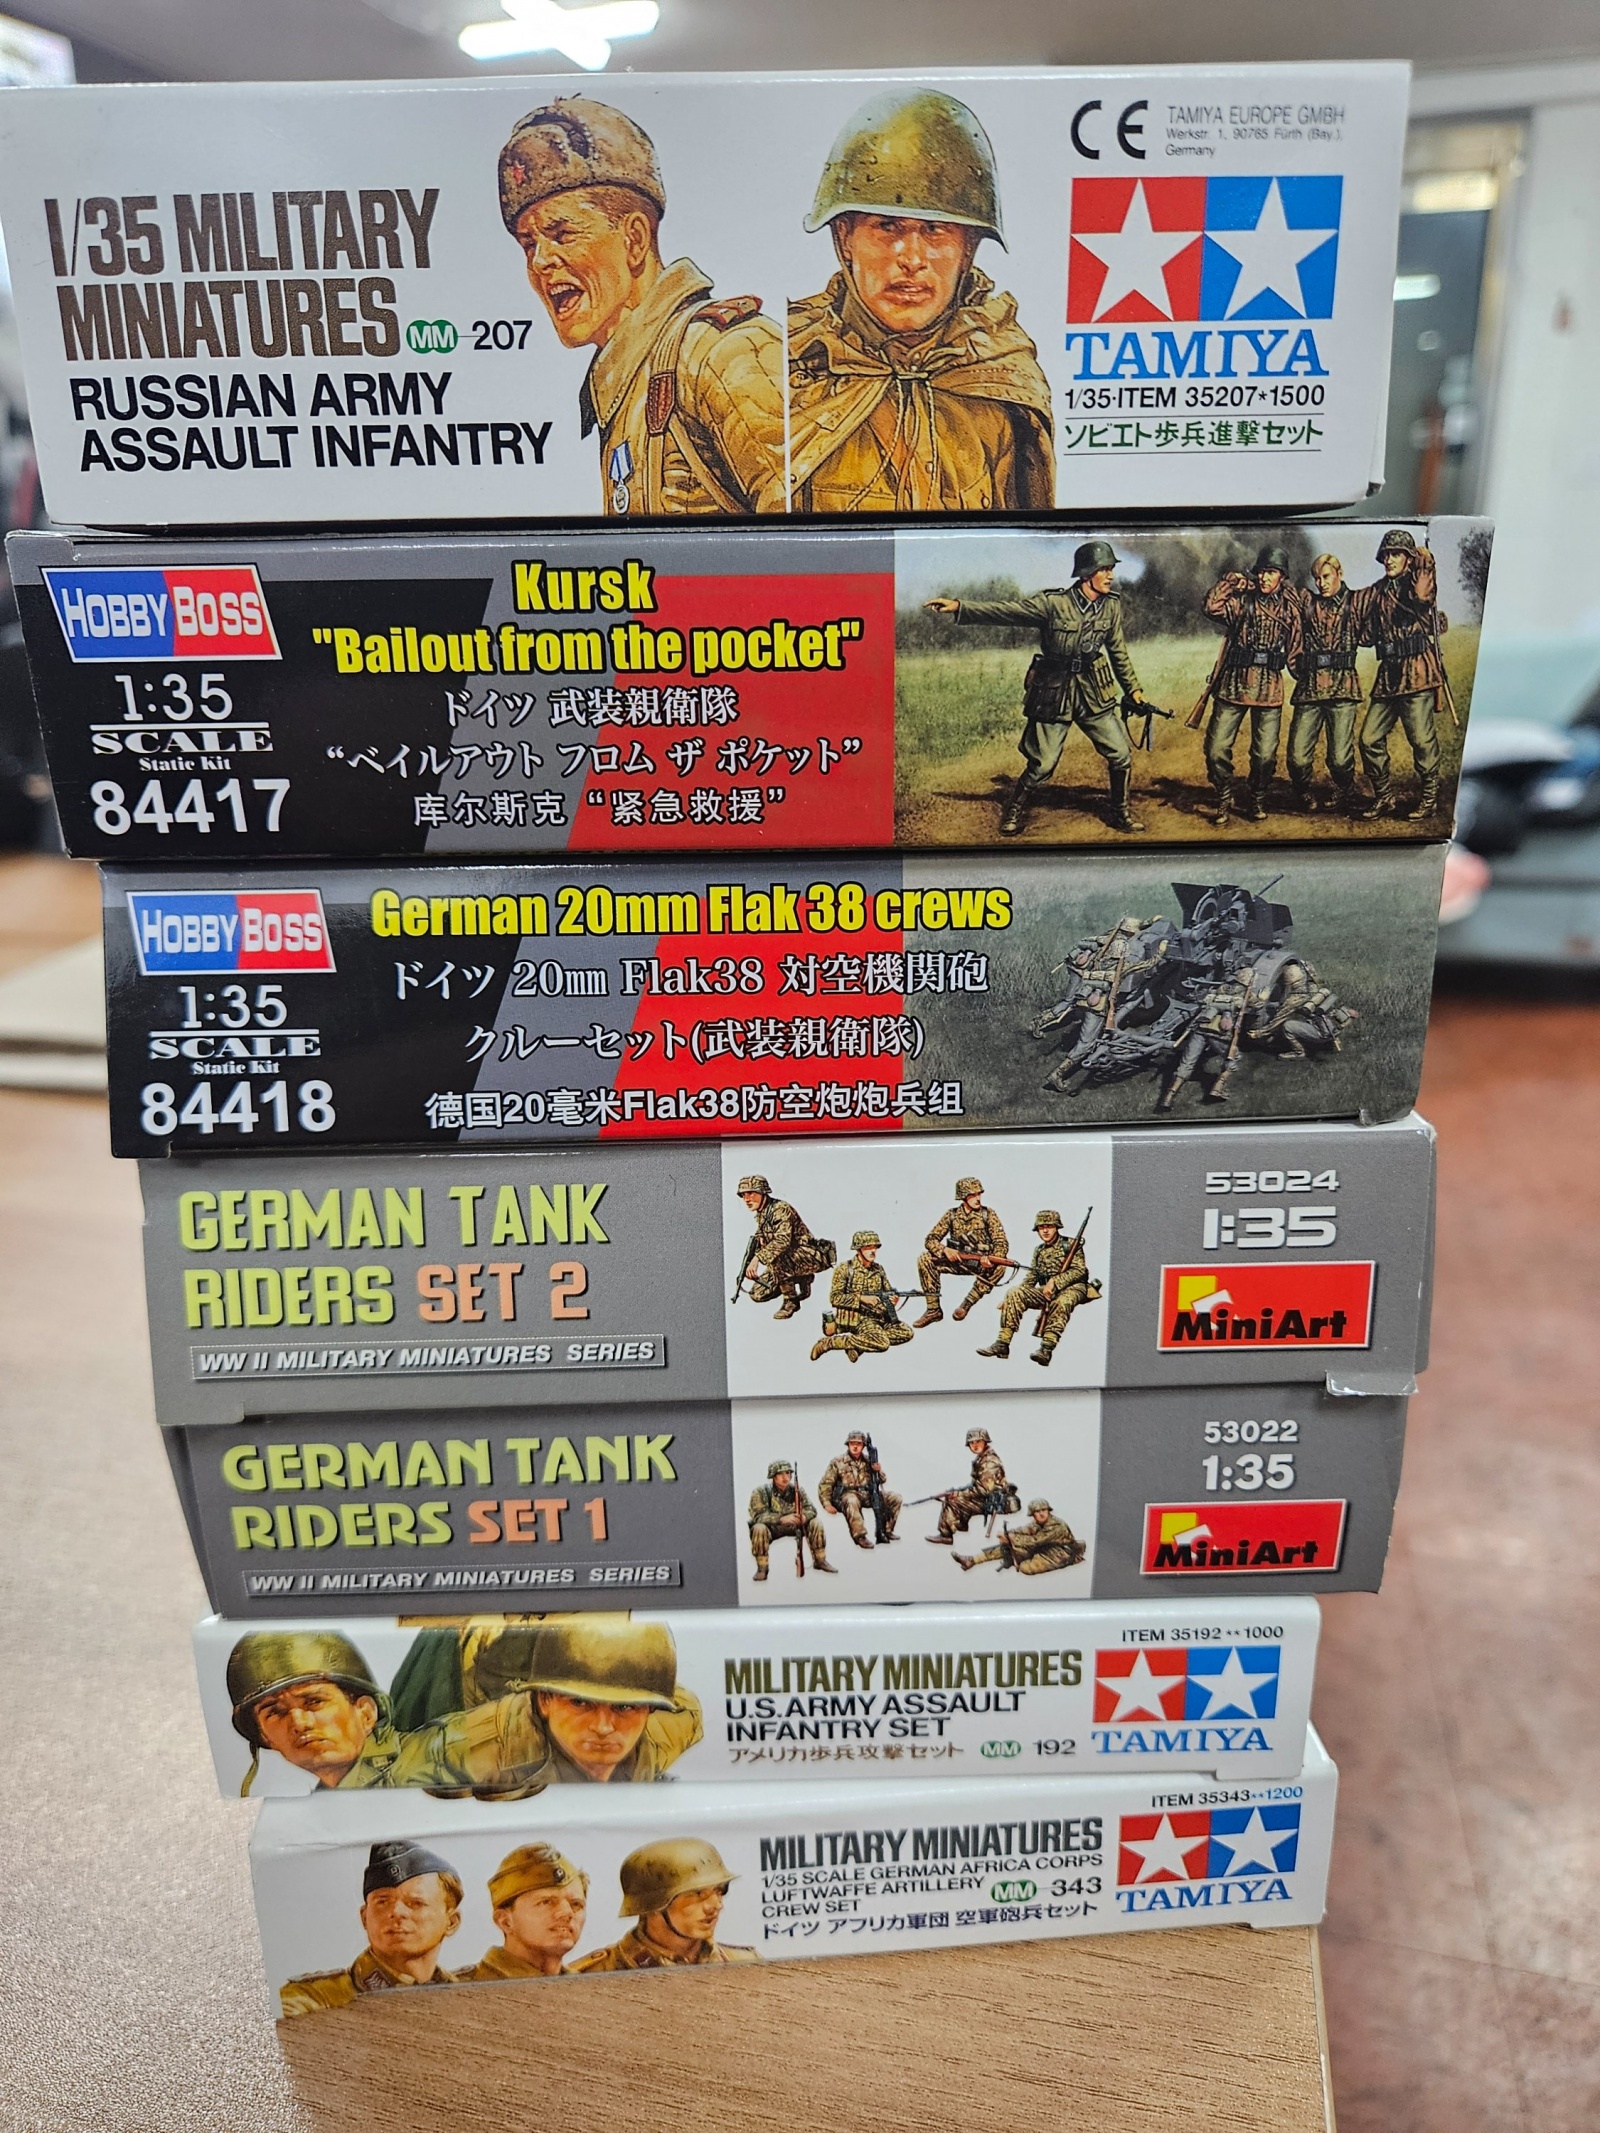 CE
TAMIYA EUROPE GMBH
Werkstr. 1, 90765 Fürth (Bay.),
Germany
1/35 MILITARY
MINIATURES MM 207
RUSSIAN ARMY
ASSAULT INFANTRY
TAMIYA
1/35·ITEM 35207*1500
ソビエト歩兵進撃セット
HOBBY BOSS
1:35
SCALE
Static Kit
84417
Kursk
"Bailout from the pocket"
ドイツ 武装親衛隊
“ベイルアウト フロム ザ ポケット”
库尔斯克 “紧急救援”
HOBBY BOSS
1:35
SCALE
Static Kit
84418
German 20mm Flak 38 crews
ドイツ 20mm Flak38 対空機関砲
クルーセット(武装親衛隊)
德国20毫米Flak38防空炮炮兵组
GERMAN TANK
RIDERS SET 2
WW II MILITARY MINIATURES SERIES
53024
1:35
MiniArt
GERMAN TANK
RIDERS SET 1
WW II MILITARY MINIATURES SERIES
53022
1:35
MiniArt
ITEM 35192 **1000
MILITARY MINIATURES
U.S. ARMY ASSAULT
INFANTRY SET
アメリカ歩兵攻撃セット MM 192
TAMIYA
ITEM 35343**1200
MILITARY MINIATURES
1/35 SCALE GERMAN AFRICA CORPS
LUFTWAFFE ARTILLERY MM 343
CREW SET
ドイツ アフリカ軍団 空軍砲兵セット
TAMIYA